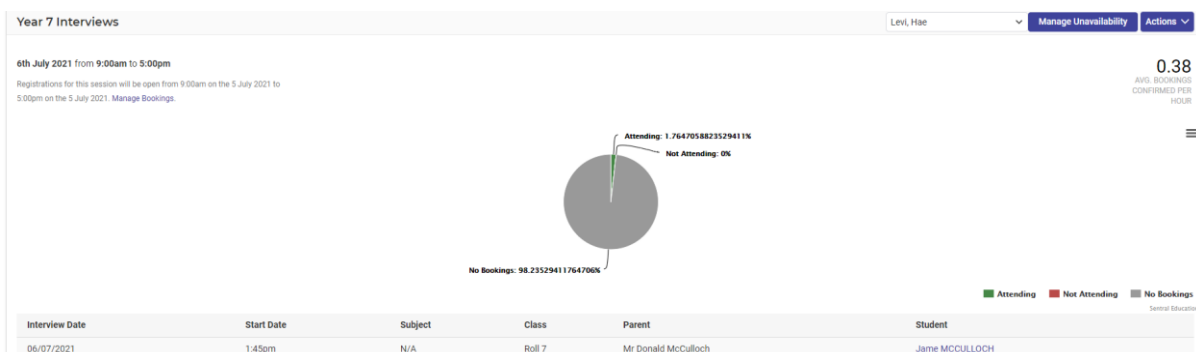 Year 7 Interviews
Levi, Hae
Manage Unavailability
Actions
6th July 2021 from 9:00am to 5:00pm
Registrations for this session will be open from 9:00am on the 5 July 2021 to
5:00pm on the 5 July 2021. Manage Bookings.
0.38
AVG. BOOKINGS
CONFIRMED PER
HOUR
Attending: 1.7647058823529411%
Not Attending: 0%
No Bookings: 98.23529411764706%
Attending Not Attending No Bookings
Sentral Education
Interview Date Start Date Subject Class Parent Student
06/07/2021 1:45pm N/A Roll 7 Mr Donald McCulloch Jame MCCULLOCH